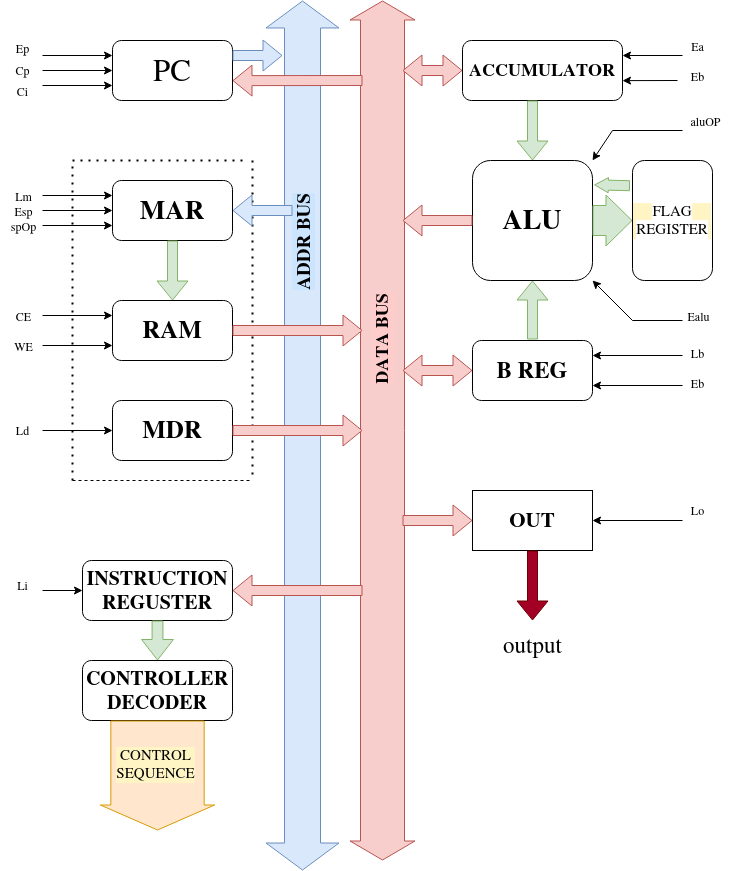 Ep
Cp
Ci
PC
ACCUMULATOR
Ea
Eb
aluOP
Lm
Esp
spOp
MAR
ADDR BUS
ALU
FLAG
REGISTER
CE
WE
RAM
DATA BUS
Ealu
B REG
Lb
Eb
Ld
MDR
OUT
Lo
Li
INSTRUCTION
REGUSTER
output
CONTROLLER
DECODER
CONTROL
SEQUENCE